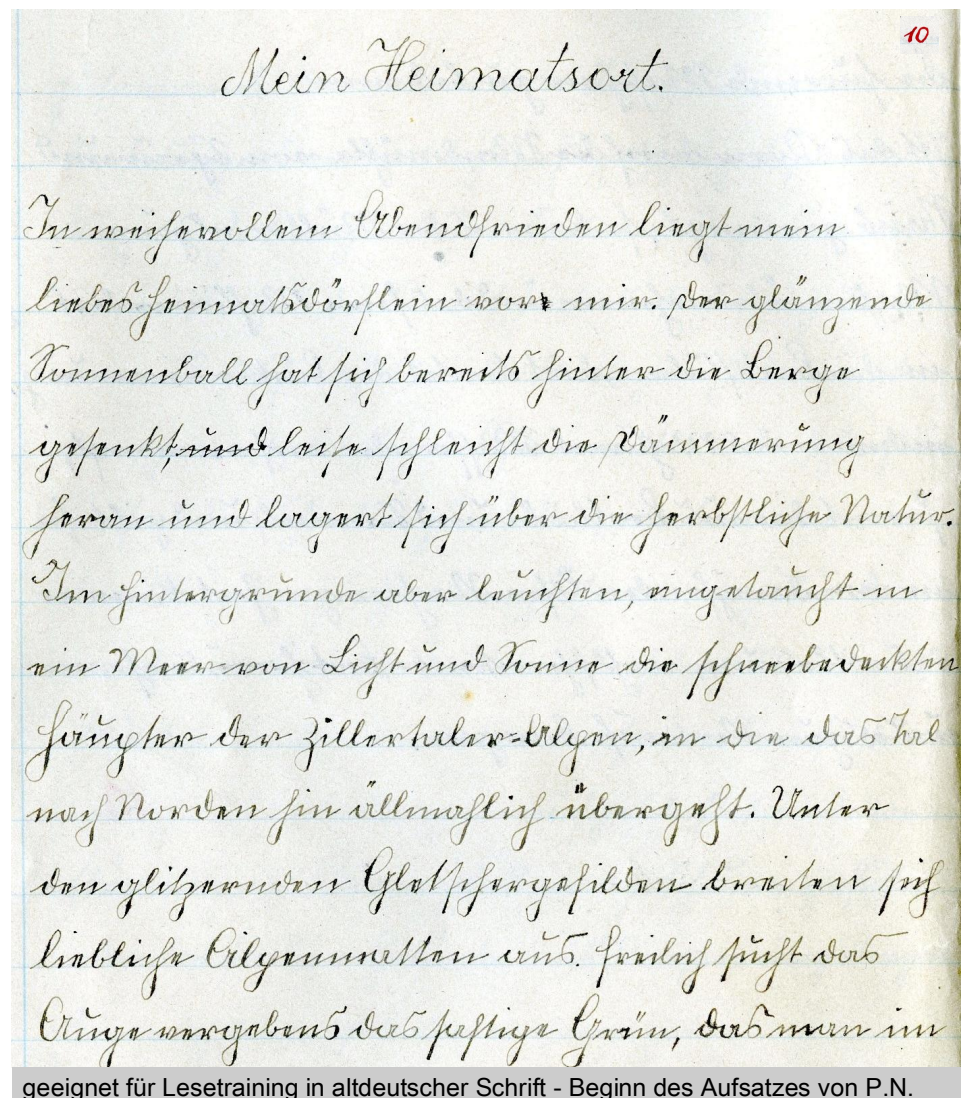 10
Mein Heimatsort.
In weihevollem Abendfrieden liegt mein
liebes Heimatsdörflein vor mir. Der glänzende
Sonnenball hat sich bereits hinter die Berge
gesenkt, und leise schleicht die Dämmerung
heran und lagert sich über die herbstliche Natur.
Im Hintergrunde aber leuchten, eingetaucht in
ein Meer von Licht und Sonne die schneebedeckten
Häupter der Zillertaler-Alpen, in die das Tal
nach Norden hin ällmahlich übergeht. Unter
den glitzernden Gletschergefilden breiten sich
liebliche Alpenmatten aus. Freilich sucht das
Auge vergebens das saftige Grün, das man im
geeignet für Lesetraining in altdeutscher Schrift - Beginn des Aufsatzes von P.N.